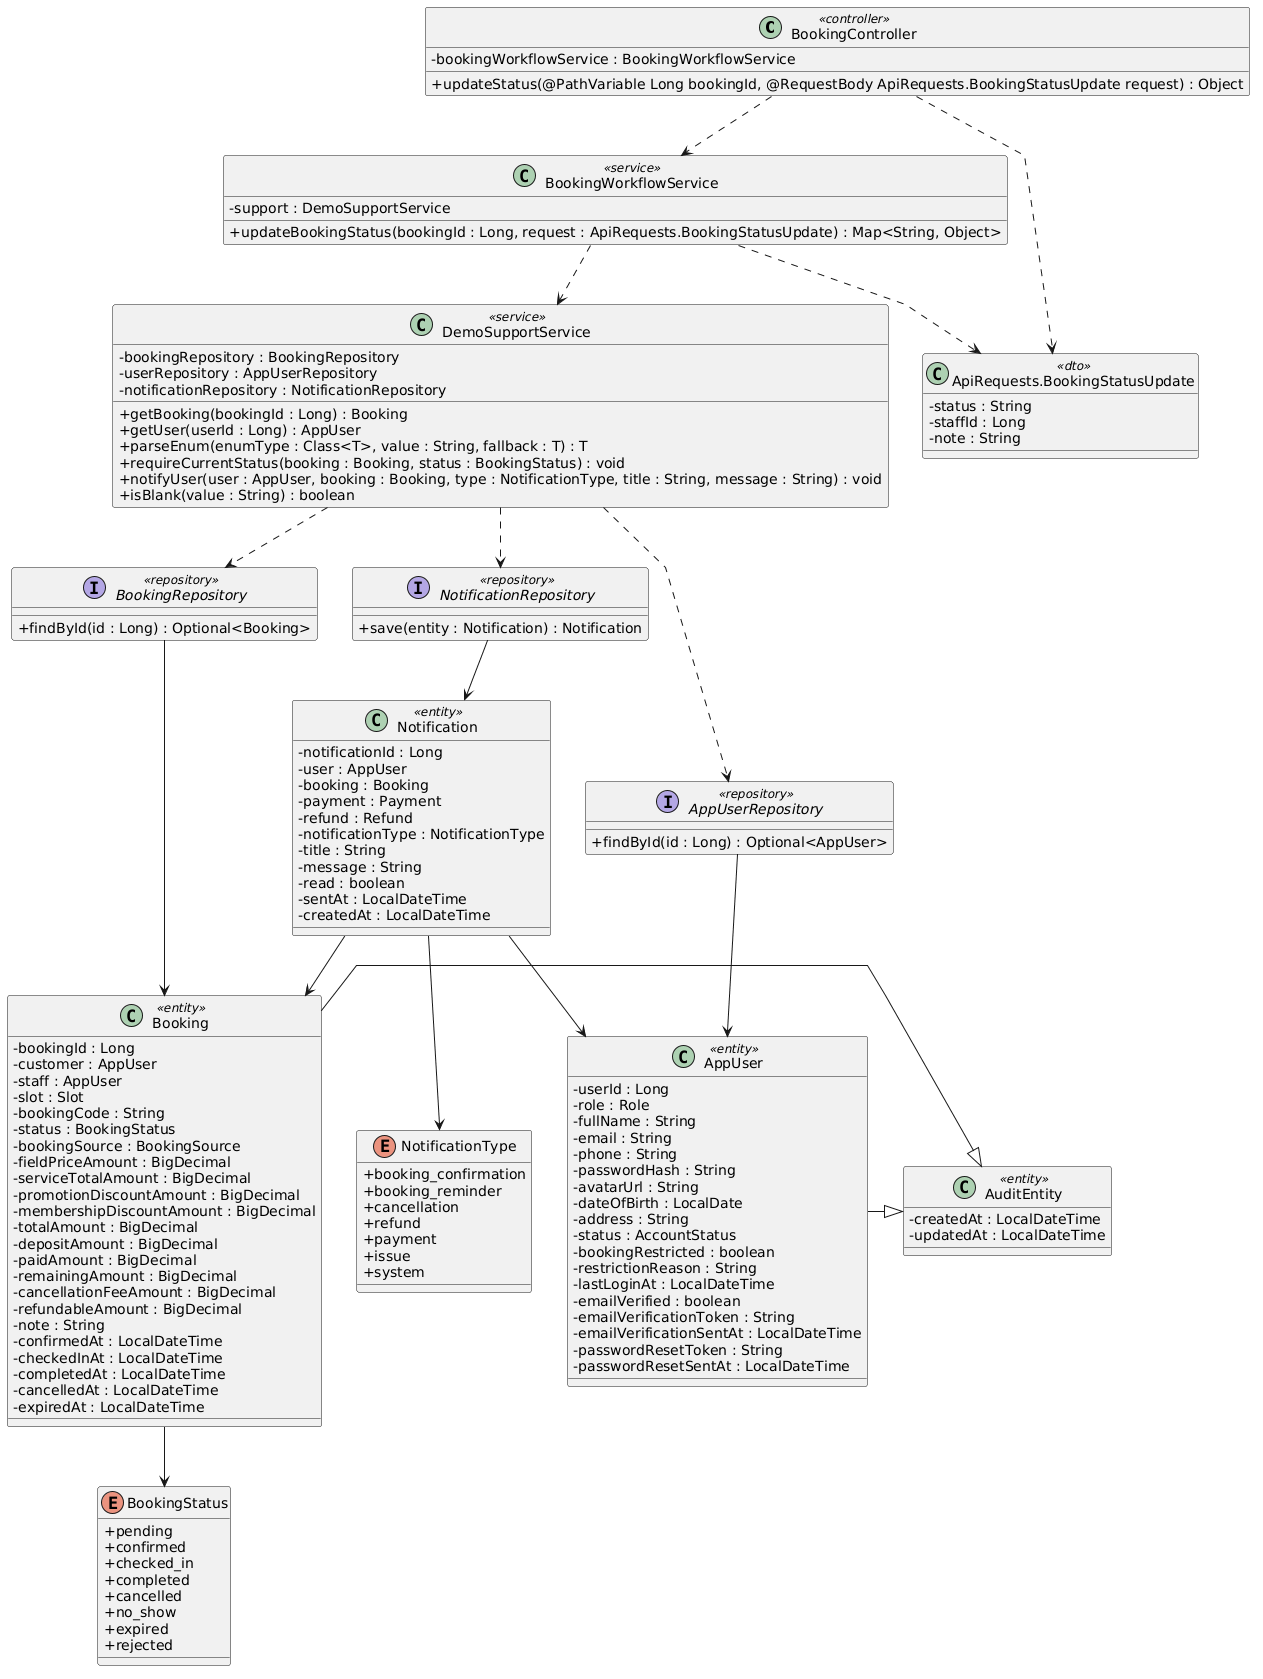 C
«controller»
BookingController
-bookingWorkflowService : BookingWorkflowService
+updateStatus(@PathVariable Long bookingId, @RequestBody ApiRequests.BookingStatusUpdate request) : Object
C
«service»
BookingWorkflowService
-support : DemoSupportService
+updateBookingStatus(bookingId : Long, request : ApiRequests.BookingStatusUpdate) : Map<String, Object>
C
«service»
DemoSupportService
-bookingRepository : BookingRepository
-userRepository : AppUserRepository
-notificationRepository : NotificationRepository
+getBooking(bookingId : Long) : Booking
+getUser(userId : Long) : AppUser
+parseEnum(enumType : Class<T>, value : String, fallback : T) : T
+requireCurrentStatus(booking : Booking, status : BookingStatus) : void
+notifyUser(user : AppUser, booking : Booking, type : NotificationType, title : String, message : String) : void
+isBlank(value : String) : boolean
C
«dto»
ApiRequests.BookingStatusUpdate
-status : String
-staffId : Long
-note : String
I
«repository»
BookingRepository
+findById(id : Long) : Optional<Booking>
I
«repository»
NotificationRepository
+save(entity : Notification) : Notification
C
«entity»
Notification
-notificationId : Long
-user : AppUser
-booking : Booking
-payment : Payment
-refund : Refund
-notificationType : NotificationType
-title : String
-message : String
-read : boolean
-sentAt : LocalDateTime
-createdAt : LocalDateTime
I
«repository»
AppUserRepository
+findById(id : Long) : Optional<AppUser>
C
«entity»
Booking
-bookingId : Long
-customer : AppUser
-staff : AppUser
-slot : Slot
-bookingCode : String
-status : BookingStatus
-bookingSource : BookingSource
-fieldPriceAmount : BigDecimal
-serviceTotalAmount : BigDecimal
-promotionDiscountAmount : BigDecimal
-membershipDiscountAmount : BigDecimal
-totalAmount : BigDecimal
-depositAmount : BigDecimal
-paidAmount : BigDecimal
-remainingAmount : BigDecimal
-cancellationFeeAmount : BigDecimal
-refundableAmount : BigDecimal
-note : String
-confirmedAt : LocalDateTime
-checkedInAt : LocalDateTime
-completedAt : LocalDateTime
-cancelledAt : LocalDateTime
-expiredAt : LocalDateTime
E
NotificationType
+booking_confirmation
+booking_reminder
+cancellation
+refund
+payment
+issue
+system
C
«entity»
AppUser
-userId : Long
-role : Role
-fullName : String
-email : String
-phone : String
-passwordHash : String
-avatarUrl : String
-dateOfBirth : LocalDate
-address : String
-status : AccountStatus
-bookingRestricted : boolean
-restrictionReason : String
-lastLoginAt : LocalDateTime
-emailVerified : boolean
-emailVerificationToken : String
-emailVerificationSentAt : LocalDateTime
-passwordResetToken : String
-passwordResetSentAt : LocalDateTime
C
«entity»
AuditEntity
-createdAt : LocalDateTime
-updatedAt : LocalDateTime
E
BookingStatus
+pending
+confirmed
+checked_in
+completed
+cancelled
+no_show
+expired
+rejected